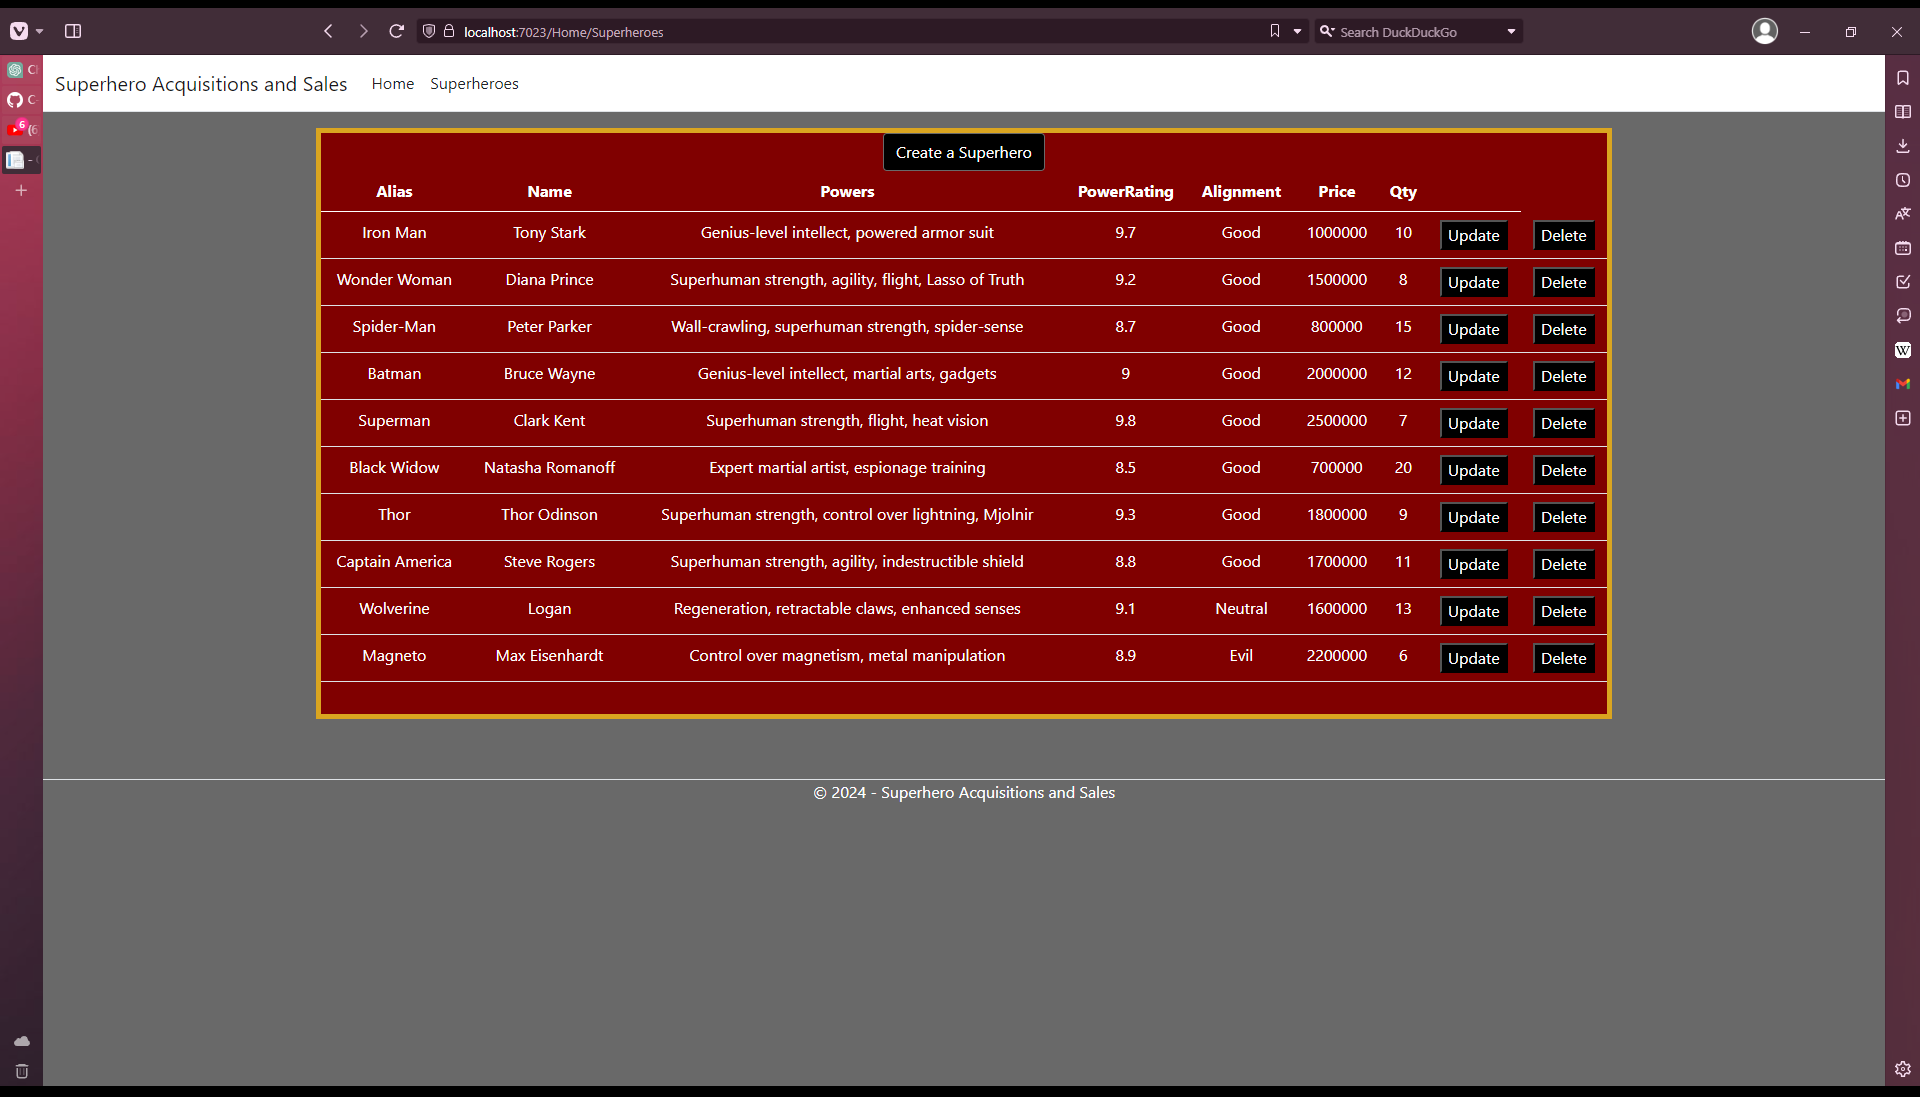 localhost:7023/Home/Superheroes
Search DuckDuckGo
Superhero Acquisitions and Sales Home Superheroes
6
Create a Superhero
Alias Name Powers PowerRating Alignment Price Qty
Iron Man Tony Stark Genius-level intellect, powered armor suit 9.7 Good 1000000 10 Update Delete
Wonder Woman Diana Prince Superhuman strength, agility, flight, Lasso of Truth 9.2 Good 1500000 8 Update Delete
Spider-Man Peter Parker Wall-crawling, superhuman strength, spider-sense 8.7 Good 800000 15 Update Delete
Batman Bruce Wayne Genius-level intellect, martial arts, gadgets 9 Good 2000000 12 Update Delete
Superman Clark Kent Superhuman strength, flight, heat vision 9.8 Good 2500000 7 Update Delete
Black Widow Natasha Romanoff Expert martial artist, espionage training 8.5 Good 700000 20 Update Delete
Thor Thor Odinson Superhuman strength, control over lightning, Mjolnir 9.3 Good 1800000 9 Update Delete
Captain America Steve Rogers Superhuman strength, agility, indestructible shield 8.8 Good 1700000 11 Update Delete
Wolverine Logan Regeneration, retractable claws, enhanced senses 9.1 Neutral 1600000 13 Update Delete
Magneto Max Eisenhardt Control over magnetism, metal manipulation 8.9 Evil 2200000 6 Update Delete
© 2024 - Superhero Acquisitions and Sales